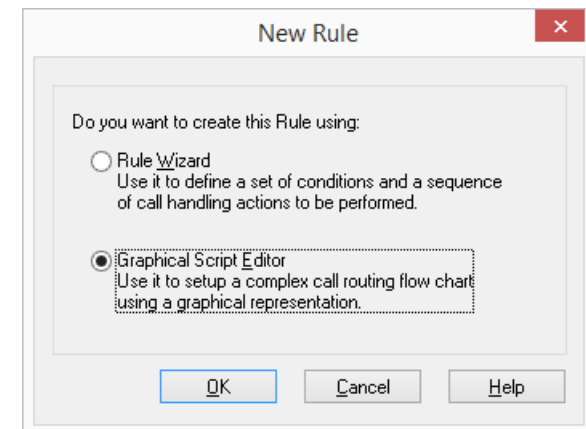 New Rule
Do you want to create this Rule using:
Rule Wizard
Use it to define a set of conditions and a sequence
of call handling actions to be performed.
Graphical Script Editor
Use it to setup a complex call routing flow chart
using a graphical representation.
OK
Cancel
Help